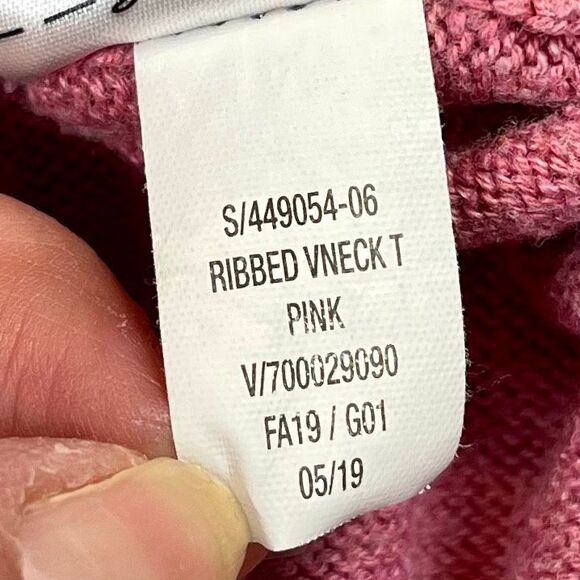 S/449054-06
RIBBED VNECK T
PINK
V/700029090
FA19 / G01
05/19